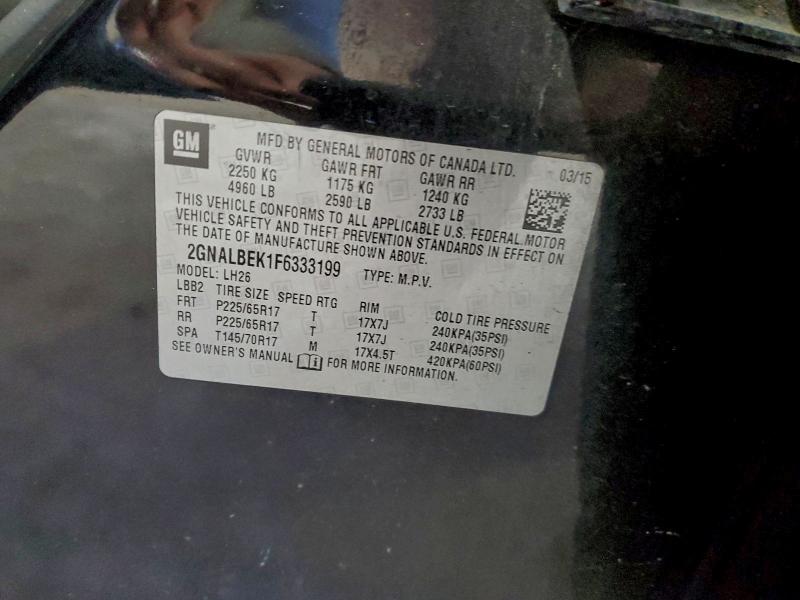 GM
MFD BY GENERAL MOTORS OF CANADA LTD. 03/15
GVWR GAWR FRT GAWR RR
2250 KG 1175 KG 1240 KG
4960 LB 2590 LB 2733 LB
THIS VEHICLE CONFORMS TO ALL APPLICABLE U.S. FEDERAL MOTOR
VEHICLE SAFETY AND THEFT PREVENTION STANDARDS IN EFFECT ON
THE DATE OF MANUFACTURE SHOWN ABOVE.
2GNALBEK1F6333199 TYPE: M.P.V.
MODEL: LH26
LBB2 TIRE SIZE SPEED RTG RIM COLD TIRE PRESSURE
FRT P225/65R17 T 17X7J 240KPA(35PSI)
RR P225/65R17 T 17X7J 240KPA(35PSI)
SPA T145/70R17 M 17X4.5T 420KPA(60PSI)
SEE OWNER'S MANUAL FOR MORE INFORMATION.